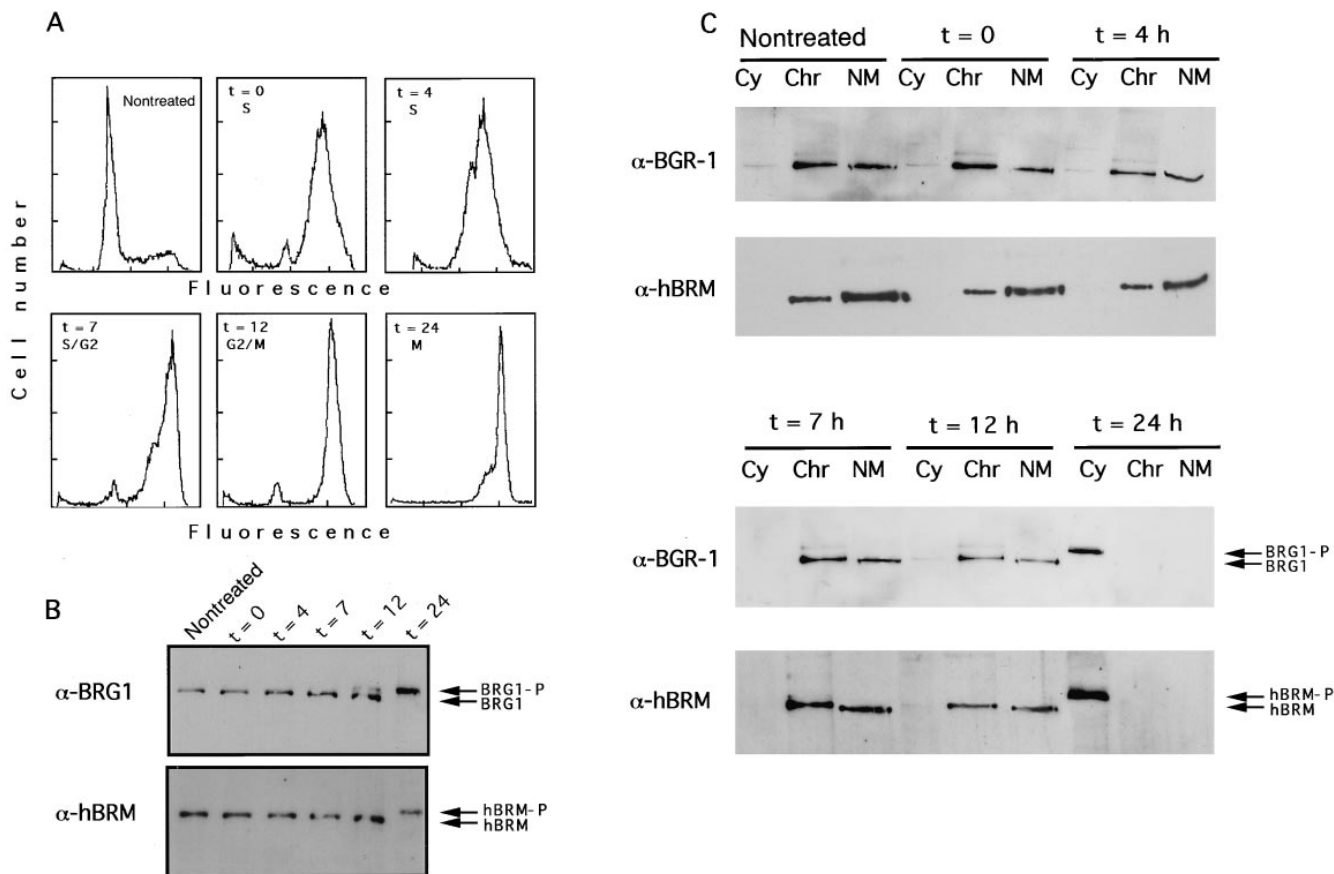 A
Nontreated
t = 0
S
t = 4
S
Cell number
Fluorescence
t = 7
S/G2
t = 12
G2/M
t = 24
M
Fluorescence
B
Nontreated
t = 0
t = 4
t = 7
t = 12
t = 24
α-BRG1
BRG1-P
BRG1
α-hBRM
hBRM-P
hBRM
C
Nontreated
t = 0
t = 4 h
Cy Chr NM Cy Chr NM Cy Chr NM
α-BGR-1
α-hBRM
t = 7 h
t = 12 h
t = 24 h
Cy Chr NM Cy Chr NM Cy Chr NM
α-BGR-1
BRG1-P
BRG1
α-hBRM
hBRM-P
hBRM